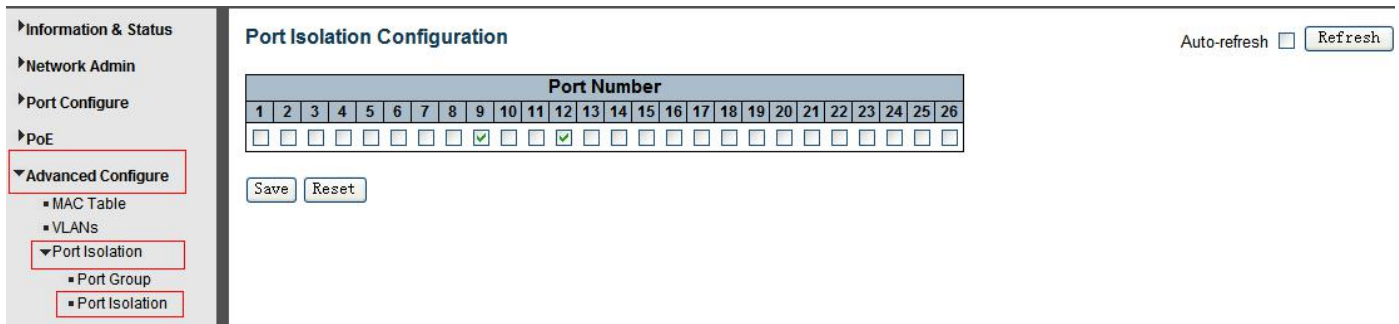 Information & Status
Network Admin
Port Configure
PoE
Advanced Configure
MAC Table
VLANs
Port Isolation
Port Group
Port Isolation
Port Isolation Configuration
Auto-refresh Refresh
Port Number
1 2 3 4 5 6 7 8 9 10 11 12 13 14 15 16 17 18 19 20 21 22 23 24 25 26
Save Reset